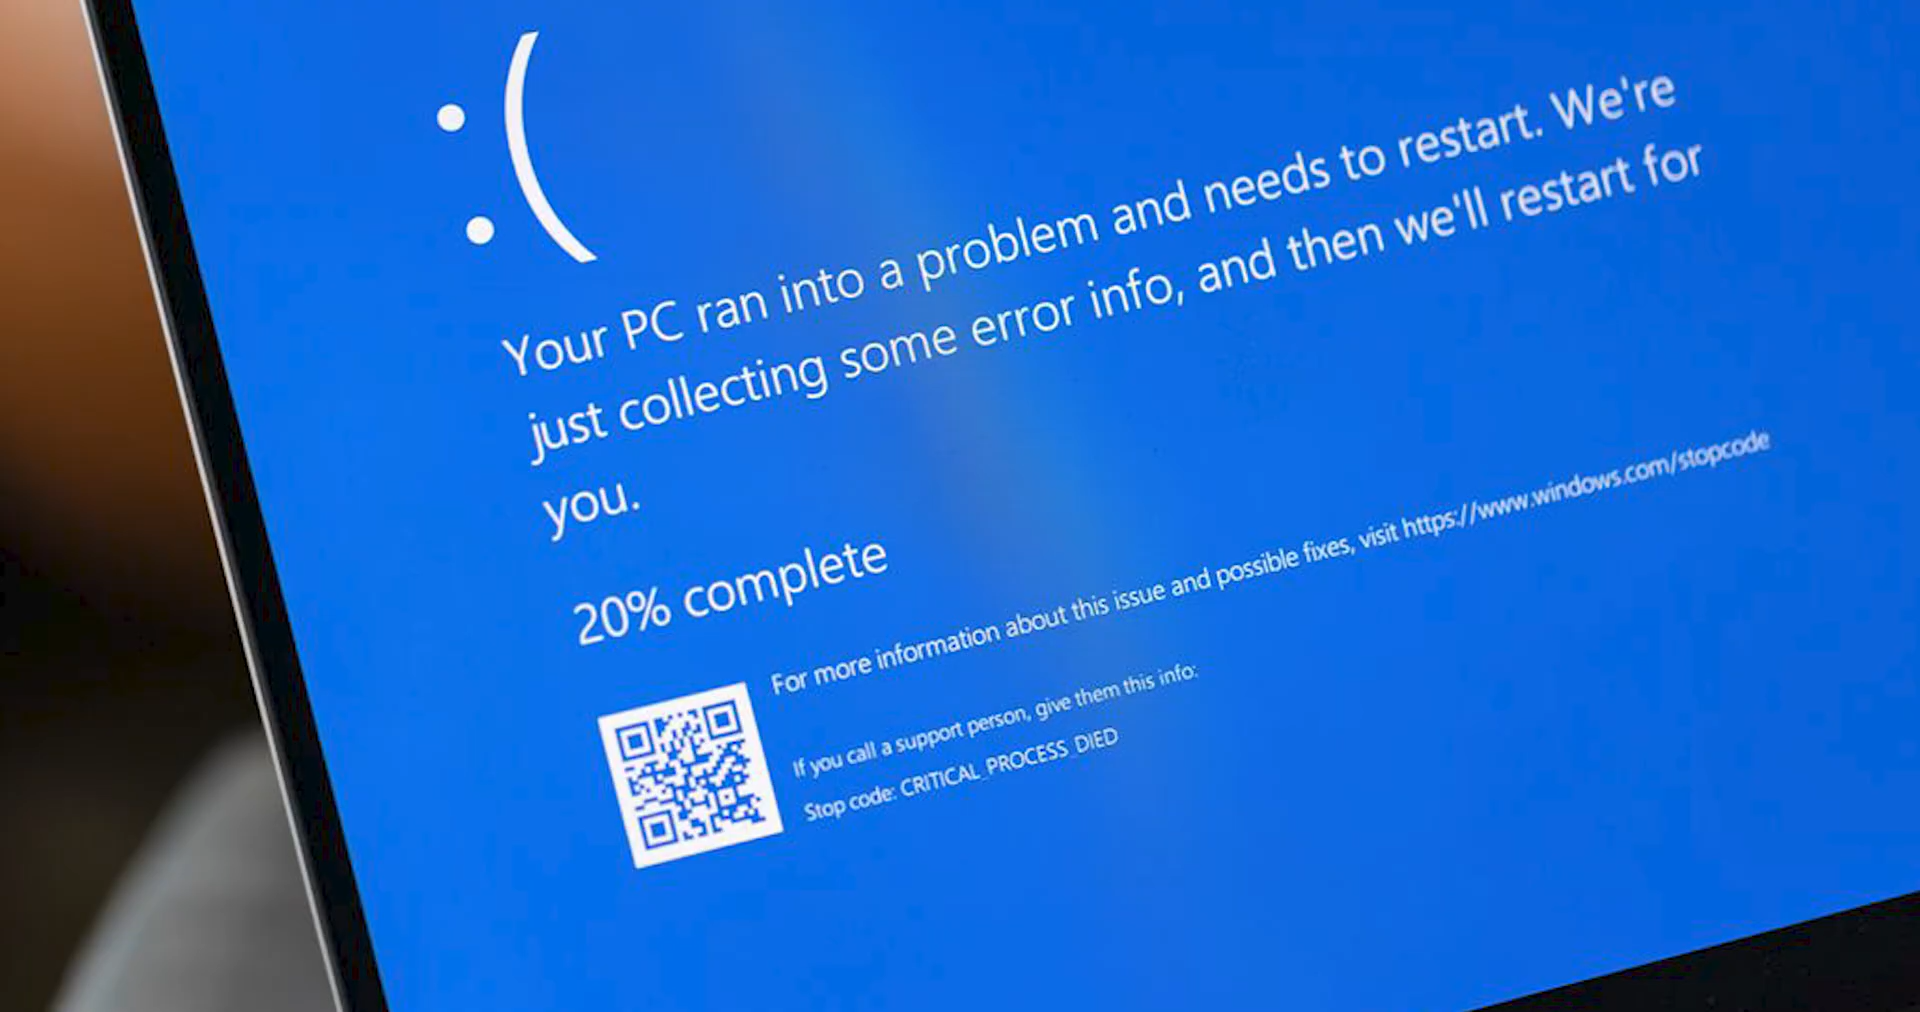 :(
Your PC ran into a problem and needs to restart. We're
just collecting some error info, and then we'll restart for
you.
20% complete
For more information about this issue and possible fixes, visit https://www.windows.com/stopcode
If you call a support person, give them this info:
Stop code: CRITICAL_PROCESS_DIED